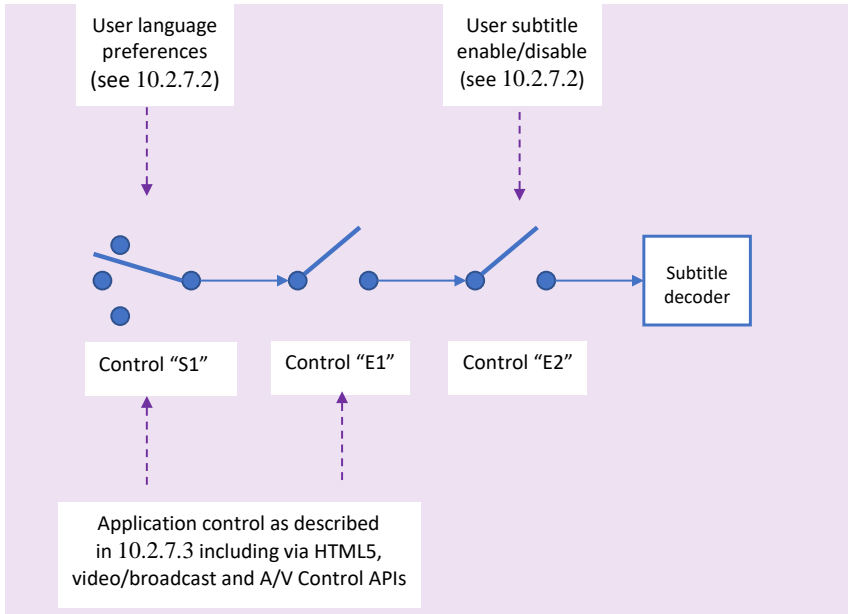 User language
preferences
(see 10.2.7.2)
User subtitle
enable/disable
(see 10.2.7.2)
Subtitle
decoder
Control “S1”
Control “E1”
Control “E2”
Application control as described
in 10.2.7.3 including via HTML5,
video/broadcast and A/V Control APIs